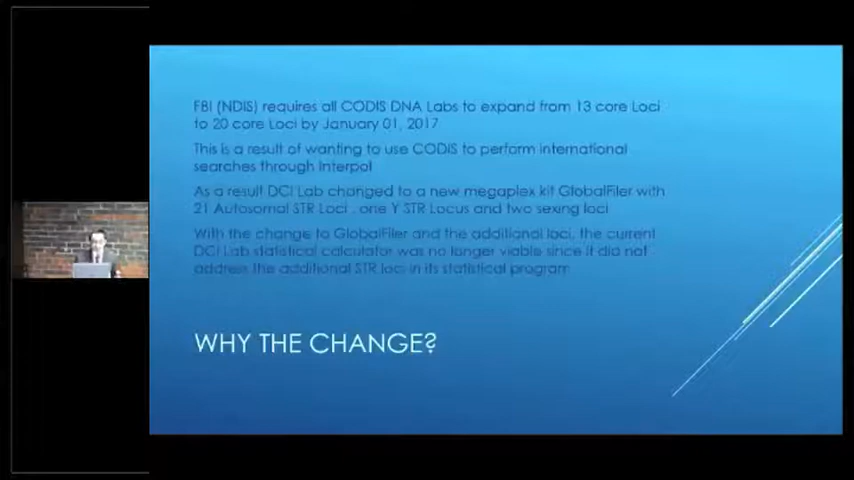 FBI (NDIS) requires all CODIS DNA Labs to expand from 13 core Loci
to 20 core Loci by January 01, 2017
This is a result of wanting to use CODIS to perform international
searches through Interpol
As a result DCI Lab changed to a new megaplex kit GlobalFiler with
21 Autosomal STR Loci , one Y STR Locus and two sexing loci
With the change to GlobalFiler and the additional loci, the current
DCI Lab statistical calculator was no longer viable since it did not
address the additional STR loci in its statistical program
WHY THE CHANGE?